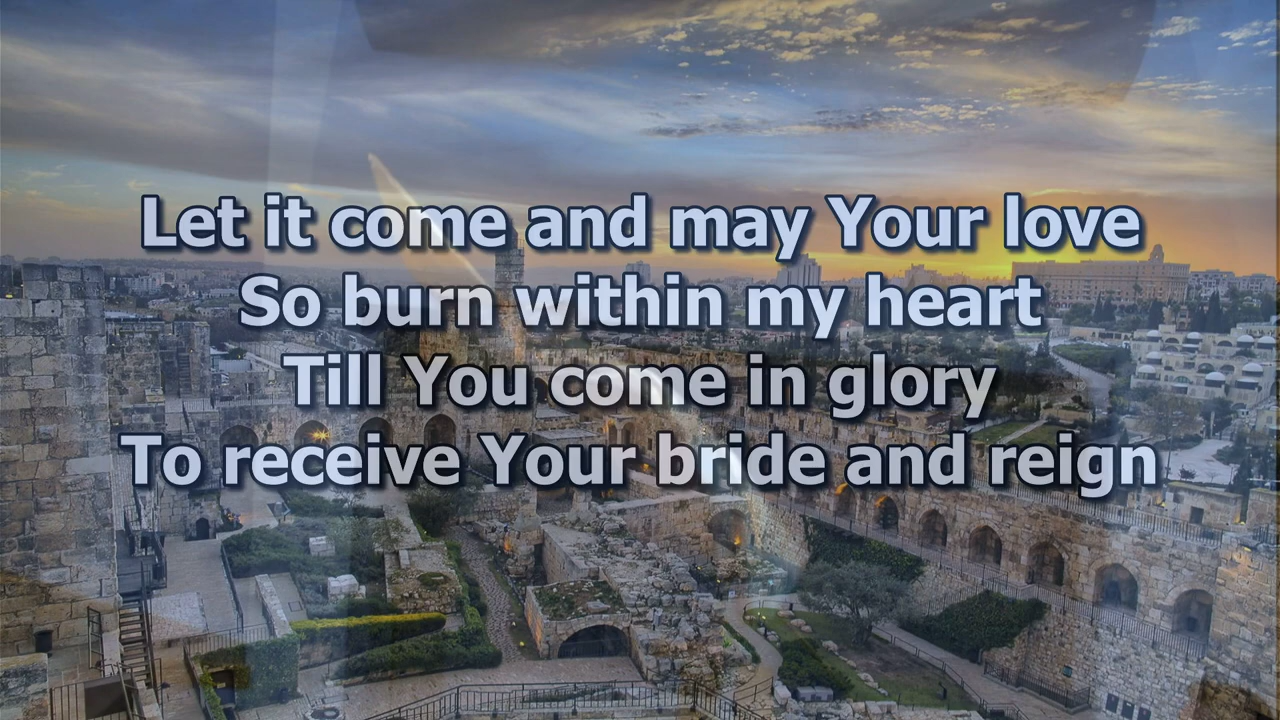 Let it come and may Your love
So burn within my heart
Till You come in glory
To receive Your bride and reign